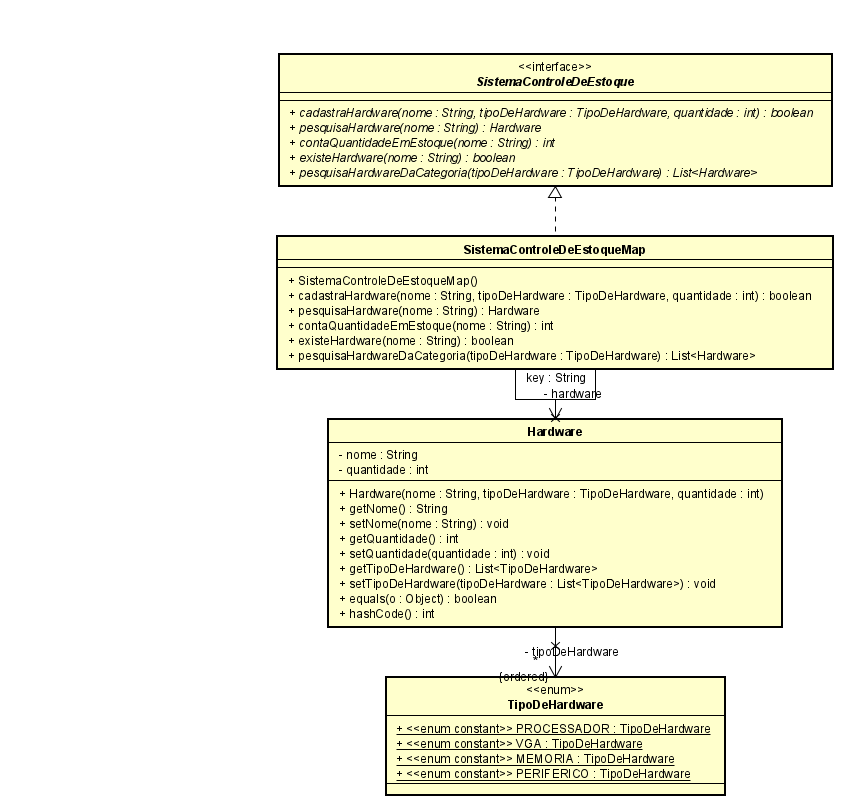 <<interface>>
SistemaControleDeEstoque
+ cadastraHardware(nome : String, tipoDeHardware : TipoDeHardware, quantidade : int) : boolean
+ pesquisaHardware(nome : String) : Hardware
+ contaQuantidadeEmEstoque(nome : String) : int
+ existeHardware(nome : String) : boolean
+ pesquisaHardwareDaCategoria(tipoDeHardware : TipoDeHardware) : List<Hardware>
SistemaControleDeEstoqueMap
+ SistemaControleDeEstoqueMap()
+ cadastraHardware(nome : String, tipoDeHardware : TipoDeHardware, quantidade : int) : boolean
+ pesquisaHardware(nome : String) : Hardware
+ contaQuantidadeEmEstoque(nome : String) : int
+ existeHardware(nome : String) : boolean
+ pesquisaHardwareDaCategoria(tipoDeHardware : TipoDeHardware) : List<Hardware>
key : String
- hardware
Hardware
- nome : String
- quantidade : int
+ Hardware(nome : String, tipoDeHardware : TipoDeHardware, quantidade : int)
+ getNome() : String
+ setNome(nome : String) : void
+ getQuantidade() : int
+ setQuantidade(quantidade : int) : void
+ getTipoDeHardware() : List<TipoDeHardware>
+ setTipoDeHardware(tipoDeHardware : List<TipoDeHardware>) : void
+ equals(o : Object) : boolean
+ hashCode() : int
- tipoDeHardware
*
{ordered}
<<enum>>
TipoDeHardware
+ <<enum constant>> PROCESSADOR : TipoDeHardware
+ <<enum constant>> VGA : TipoDeHardware
+ <<enum constant>> MEMORIA : TipoDeHardware
+ <<enum constant>> PERIFERICO : TipoDeHardware